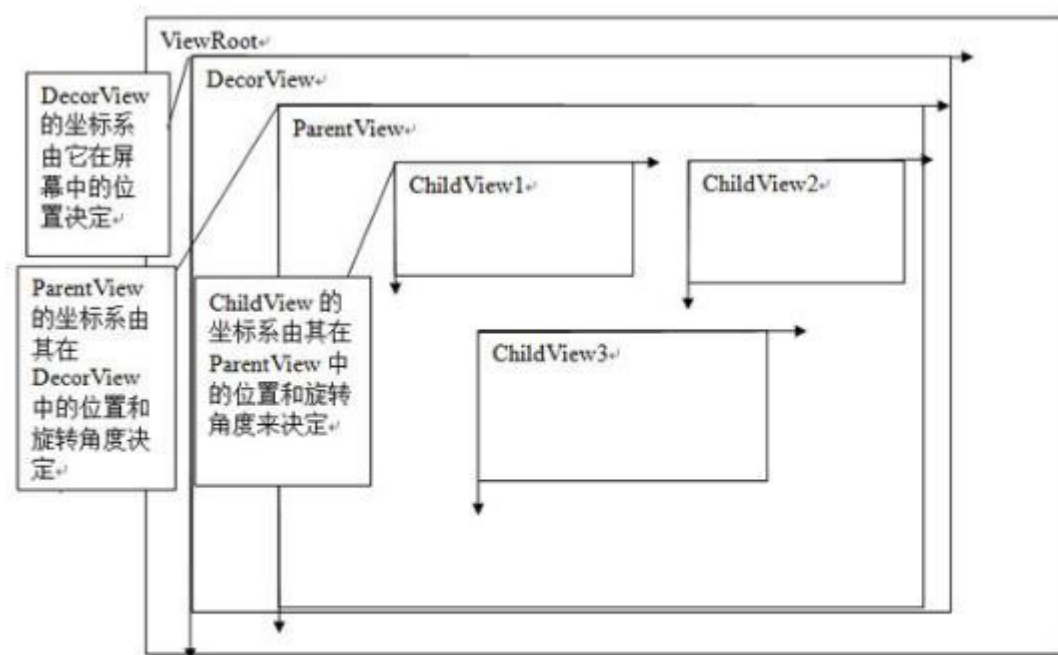 ViewRoot
DecorView
DecorView
的坐标系
由它在屏
幕中的位
置决定
ParentView
ChildView1
ChildView2
ParentView
的坐标系由
其在
DecorView
中的位置和
旋转角度决
定
ChildView 的
坐标系由其在
ParentView 中
的位置和旋转
角度来决定
ChildView3